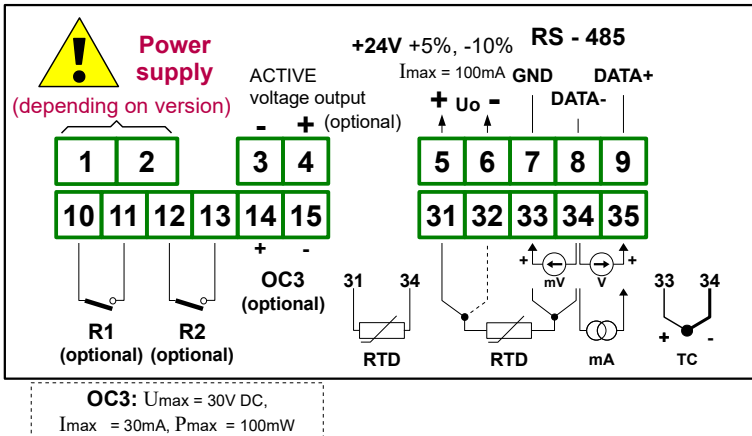 Power
supply
(depending on version)
ACTIVE
voltage output
(optional)
- +
+24V +5%, -10%
Imax = 100mA
+ Uo -
RS - 485
GND DATA+
DATA-
1 2 3 4 5 6 7 8 9
10 11 12 13 14 15 31 32 33 34 35
+ -
OC3
(optional)
R1
(optional)
R2
(optional)
31 34
RTD
RTD
+ mV
V +
mA
33 34
+ -
TC
OC3: Umax = 30V DC,
Imax = 30mA, Pmax = 100mW